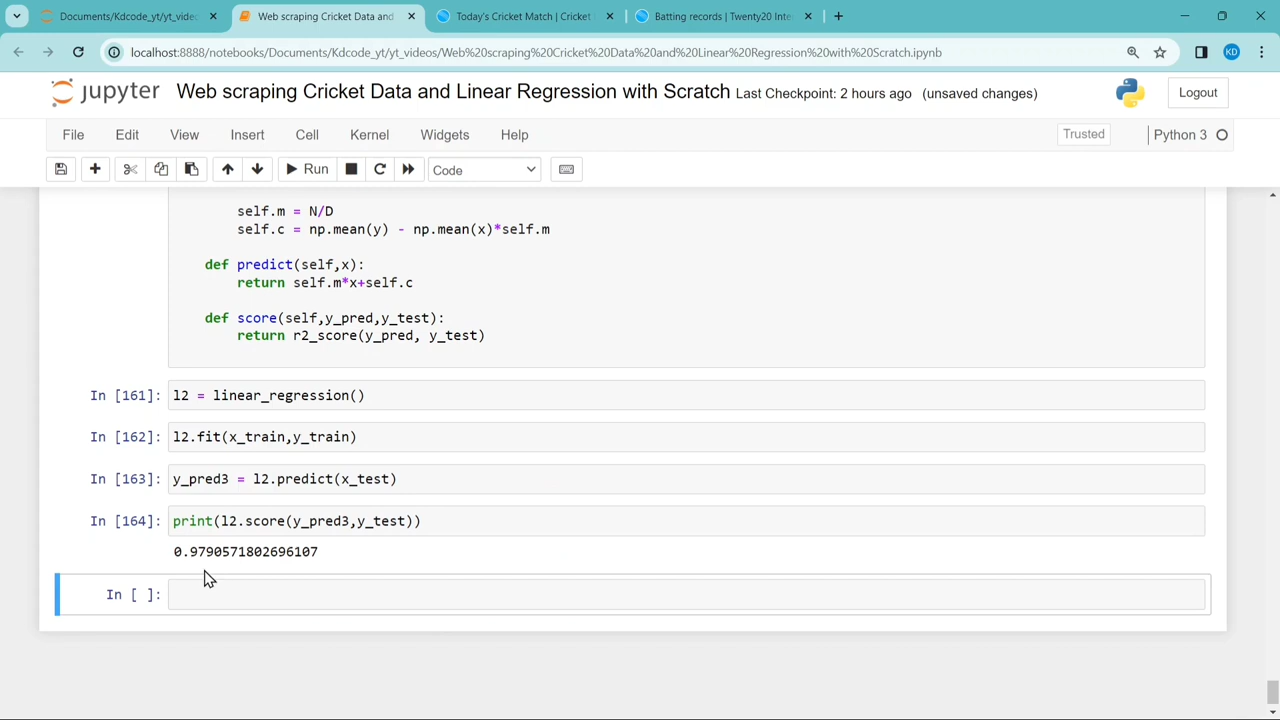 Documents/Kdcode_yt/yt_video
Web scraping Cricket Data and
Today's Cricket Match | Cricket
Batting records | Twenty20 Inte
localhost:8888/notebooks/Documents/Kdcode_yt/yt_videos/Web%20scraping%20Cricket%20Data%20and%20Linear%20Regression%20with%20Scratch.ipynb
KD
jupyter Web scraping Cricket Data and Linear Regression with Scratch Last Checkpoint: 2 hours ago (unsaved changes)
Logout
File Edit View Insert Cell Kernel Widgets Help
Trusted
Python 3
Run
Code
self.m = N/D
self.c = np.mean(y) - np.mean(x)*self.m
def predict(self,x):
return self.m*x+self.c
def score(self,y_pred,y_test):
return r2_score(y_pred, y_test)
In [161]: l2 = linear_regression()
In [162]: l2.fit(x_train,y_train)
In [163]: y_pred3 = l2.predict(x_test)
In [164]: print(l2.score(y_pred3,y_test))
0.9790571802696107
In [ ]: